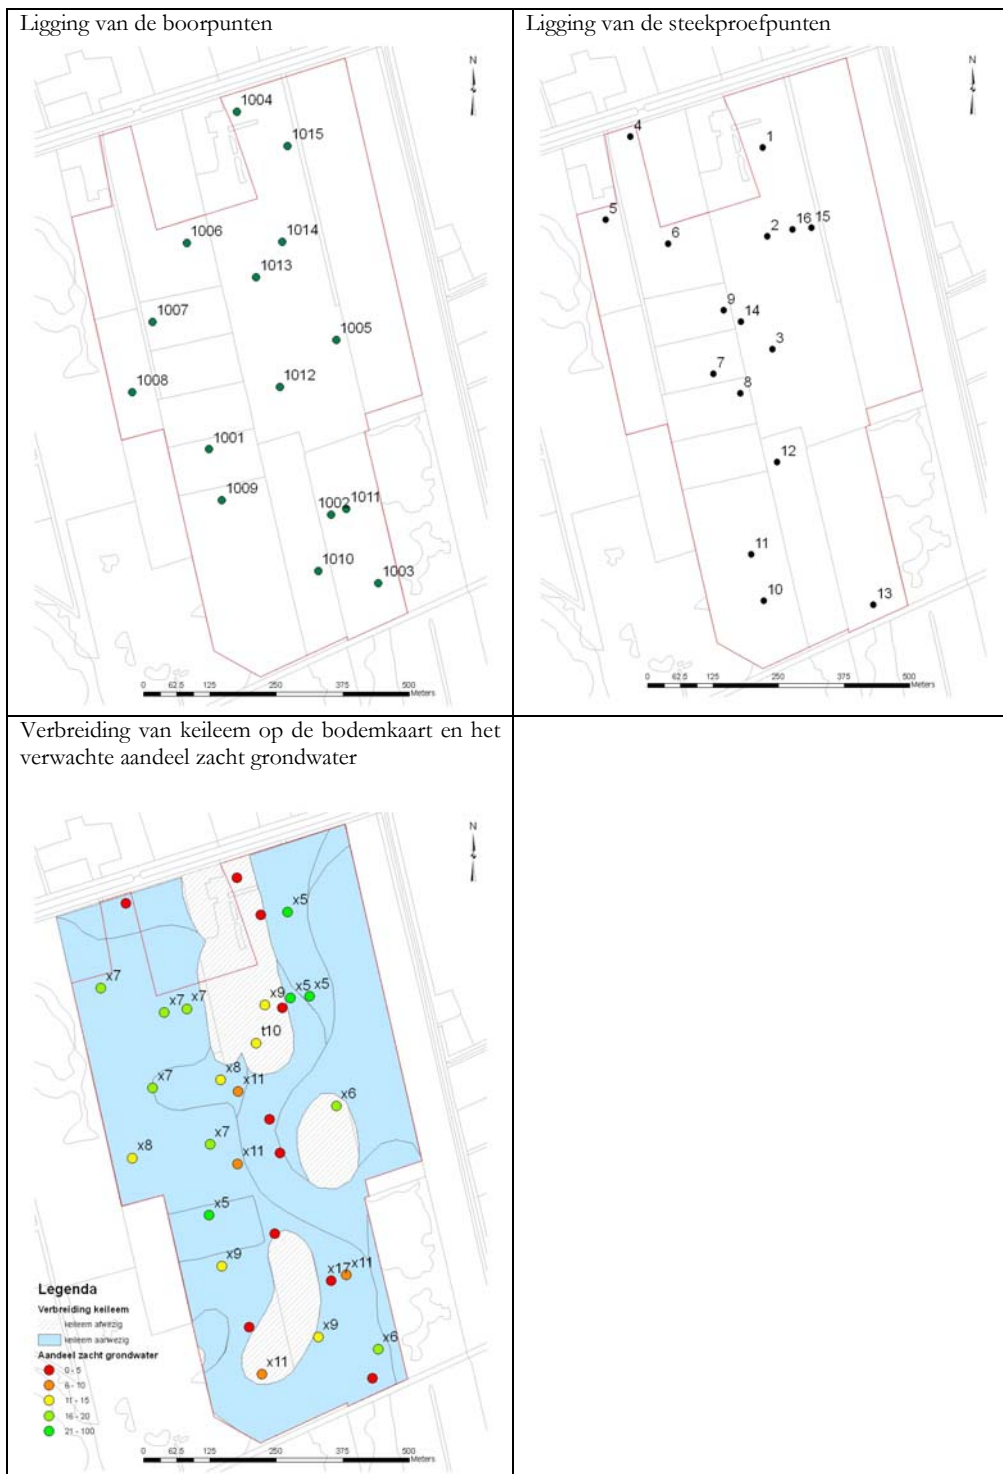 Ligging van de boorpunten
N
1004
1015
1006
1014
1013
1007
1005
1008
1012
1001
1009
1002
1011
1010
1003
0 62.5 125 250 375 500
Meters
Ligging van de steekproefpunten
N
4
1
5
6
2
16
15
9
14
3
7
8
12
11
10
13
0 62.5 125 250 375 500
Meters
Verbreiding van keileem op de bodemkaart en het
verwachte aandeel zacht grondwater
N
x5
x7
x7
x7
x9
x5
x5
t10
x8
x11
x7
x6
x7
x8
x11
x5
x9
x17
x11
x9
x6
x11
Legenda
Verbreiding keileem
keileem afwezig
keileem aanwezig
Aandeel zacht grondwater
0 - 5
6 - 10
11 - 15
16 - 20
21 - 100
0 62.5 125 250 375 500
Meters